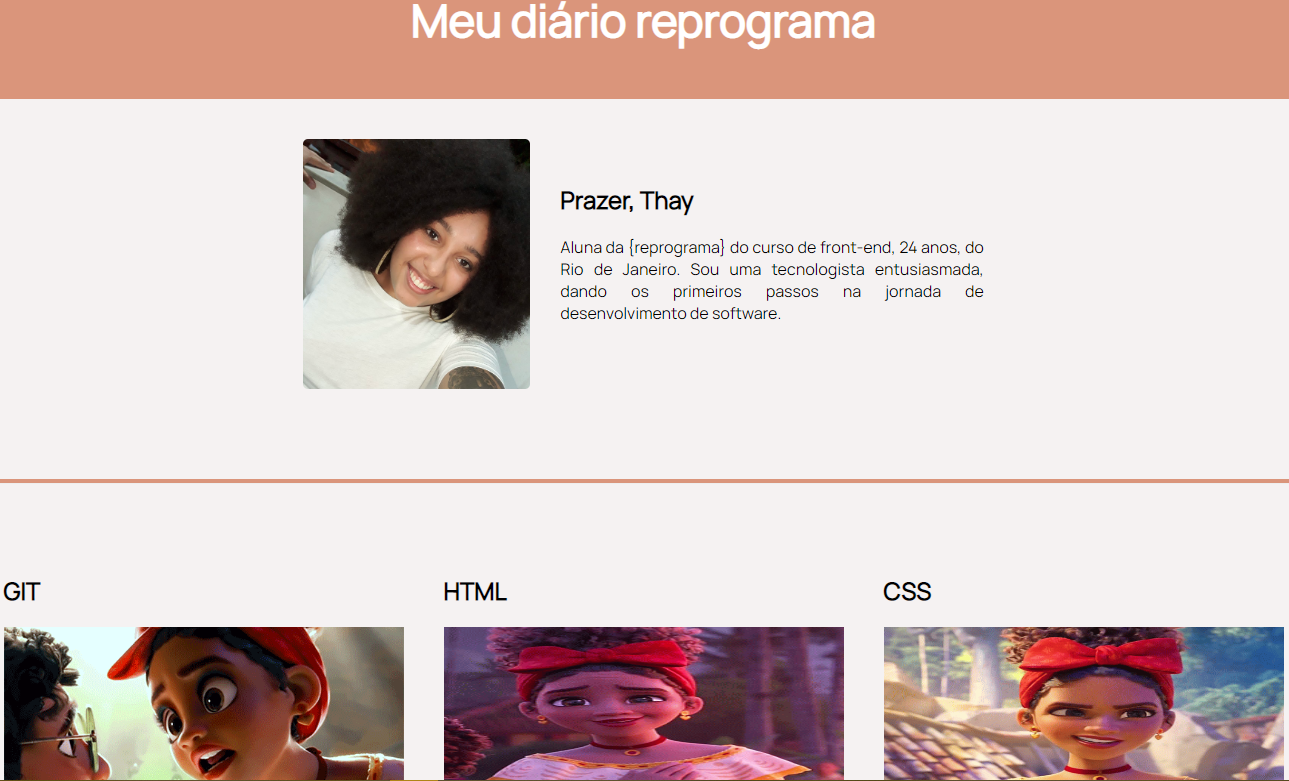 Meu diário reprograma
Prazer, Thay
Aluna da {reprograma} do curso de front-end, 24 anos, do
Rio de Janeiro. Sou uma tecnologista entusiasmada,
dando os primeiros passos na jornada de
desenvolvimento de software.
GIT
HTML
CSS